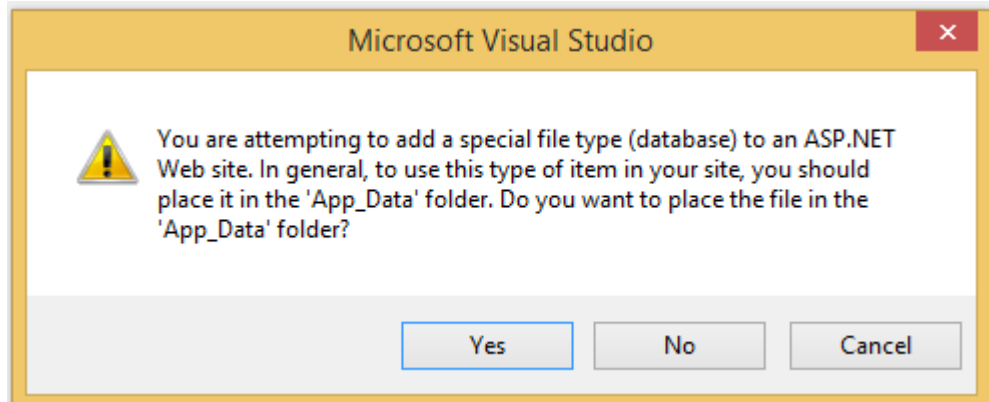 Microsoft Visual Studio
You are attempting to add a special file type (database) to an ASP.NET
Web site. In general, to use this type of item in your site, you should
place it in the 'App_Data' folder. Do you want to place the file in the
'App_Data' folder?
Yes No Cancel